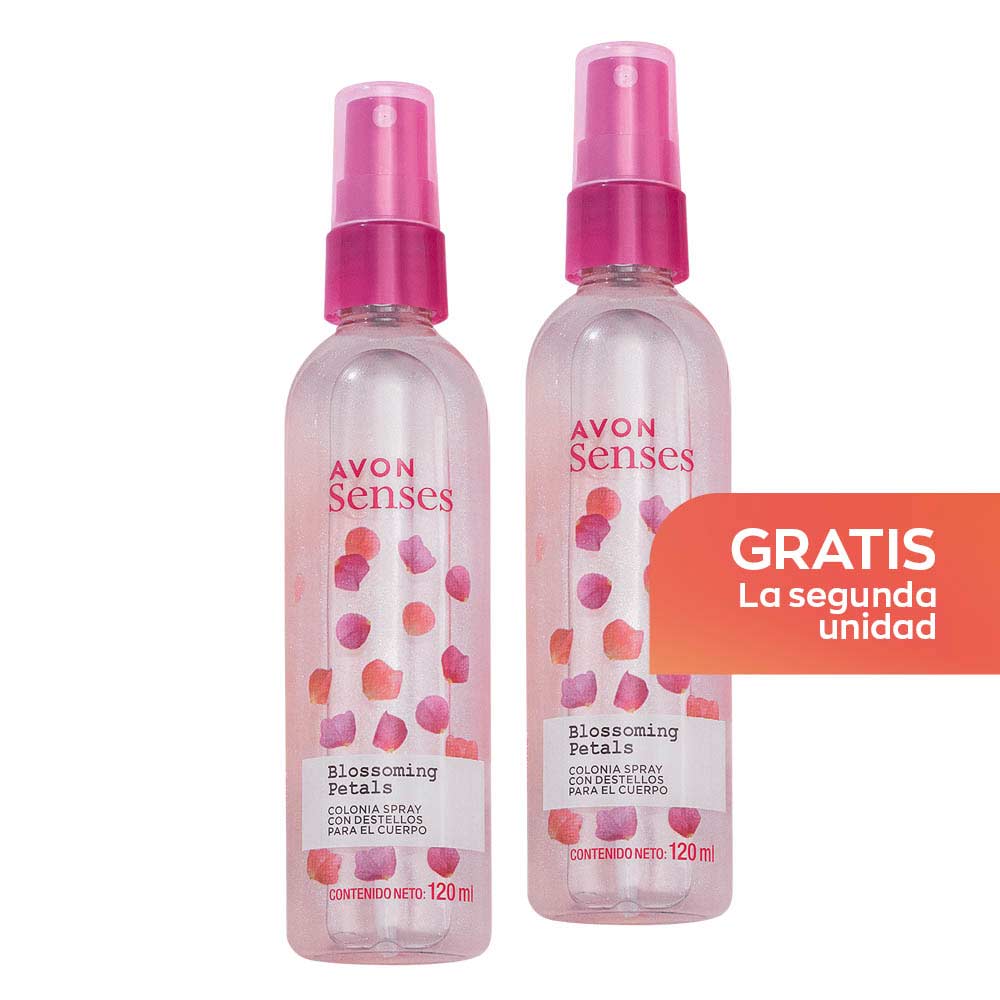 AVON
Senses
Blossoming
Petals
COLONIA SPRAY
CON DESTELLOS
PARA EL CUERPO
CONTENIDO NETO: 120 ml
AVON
Senses
Blossoming
Petals
COLONIA SPRAY
CON DESTELLOS
PARA EL CUERPO
CONTENIDO NETO: 120 ml
GRATIS
La segunda
unidad